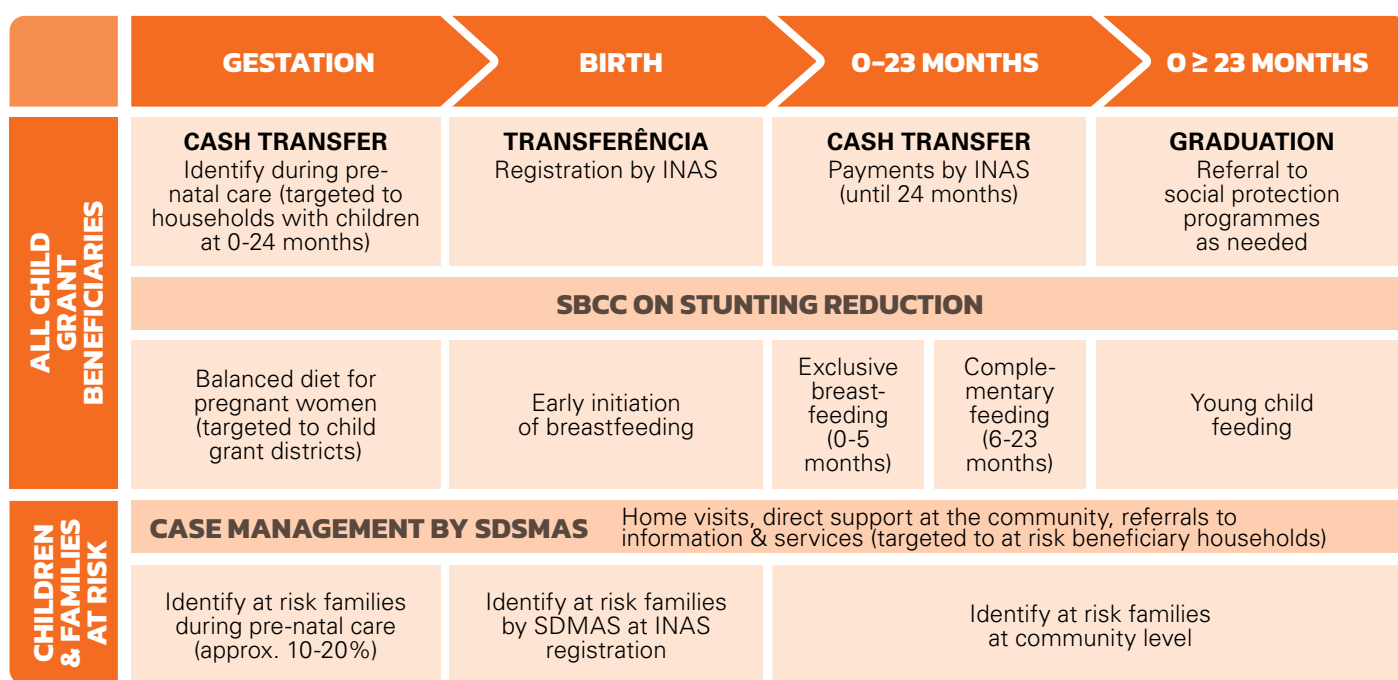 GESTATION
BIRTH
0–23 MONTHS
0 ≥ 23 MONTHS
ALL CHILD
GRANT
BENEFICIARIES
CASH TRANSFER
Identify during pre-
natal care (targeted to
households with children
at 0-24 months)
TRANSFERÊNCIA
Registration by INAS
CASH TRANSFER
Payments by INAS
(until 24 months)
GRADUATION
Referral to
social protection
programmes
as needed
SBCC ON STUNTING REDUCTION
Balanced diet for
pregnant women
(targeted to child
grant districts)
Early initiation
of breastfeeding
Exclusive
breast-
feeding
(0-5
months)
Comple-
mentary
feeding
(6-23
months)
Young child
feeding
CHILDREN
& FAMILIES
AT RISK
CASE MANAGEMENT BY SDSMAS
Home visits, direct support at the community, referrals to
information & services (targeted to at risk beneficiary households)
Identify at risk families
during pre-natal care
(approx. 10-20%)
Identify at risk families
by SDMAS at INAS
registration
Identify at risk families
at community level